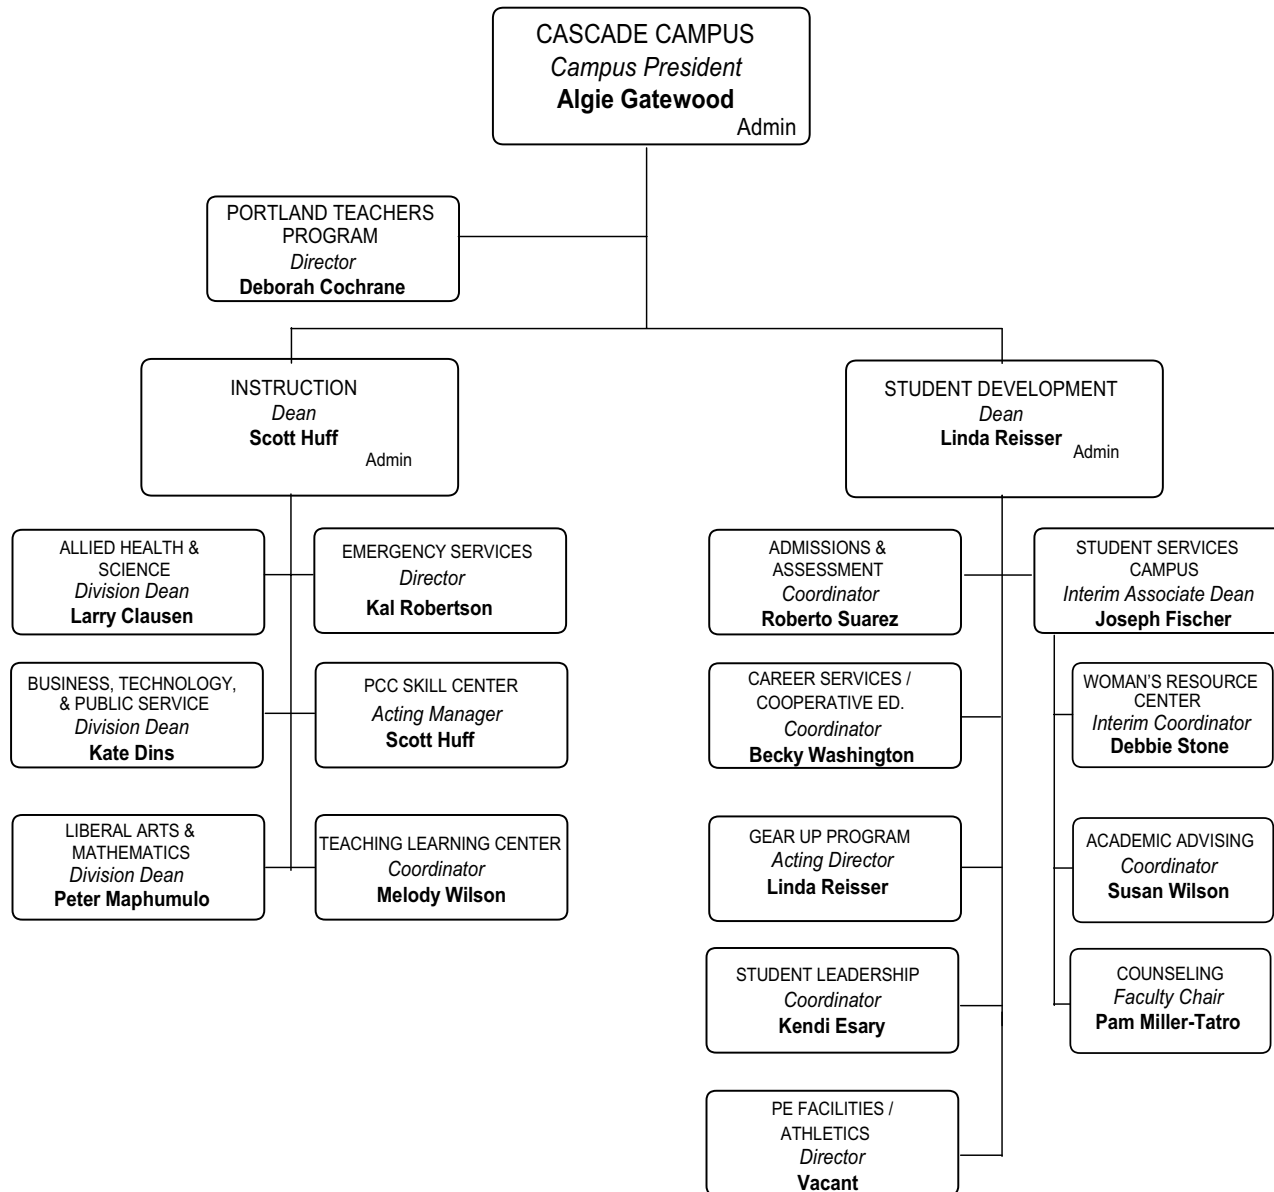 CASCADE CAMPUS
Campus President
Algie Gatewood
Admin
PORTLAND TEACHERS
PROGRAM
Director
Deborah Cochrane
INSTRUCTION
Dean
Scott Huff
Admin
STUDENT DEVELOPMENT
Dean
Linda Reisser
Admin
ALLIED HEALTH &
SCIENCE
Division Dean
Larry Clausen
EMERGENCY SERVICES
Director
Kal Robertson
ADMISSIONS &
ASSESSMENT
Coordinator
Roberto Suarez
STUDENT SERVICES
CAMPUS
Interim Associate Dean
Joseph Fischer
BUSINESS, TECHNOLOGY,
& PUBLIC SERVICE
Division Dean
Kate Dins
PCC SKILL CENTER
Acting Manager
Scott Huff
CAREER SERVICES /
COOPERATIVE ED.
Coordinator
Becky Washington
WOMAN'S RESOURCE
CENTER
Interim Coordinator
Debbie Stone
LIBERAL ARTS &
MATHEMATICS
Division Dean
Peter Maphumulo
TEACHING LEARNING CENTER
Coordinator
Melody Wilson
GEAR UP PROGRAM
Acting Director
Linda Reisser
ACADEMIC ADVISING
Coordinator
Susan Wilson
STUDENT LEADERSHIP
Coordinator
Kendi Esary
COUNSELING
Faculty Chair
Pam Miller-Tatro
PE FACILITIES /
ATHLETICS
Director
Vacant